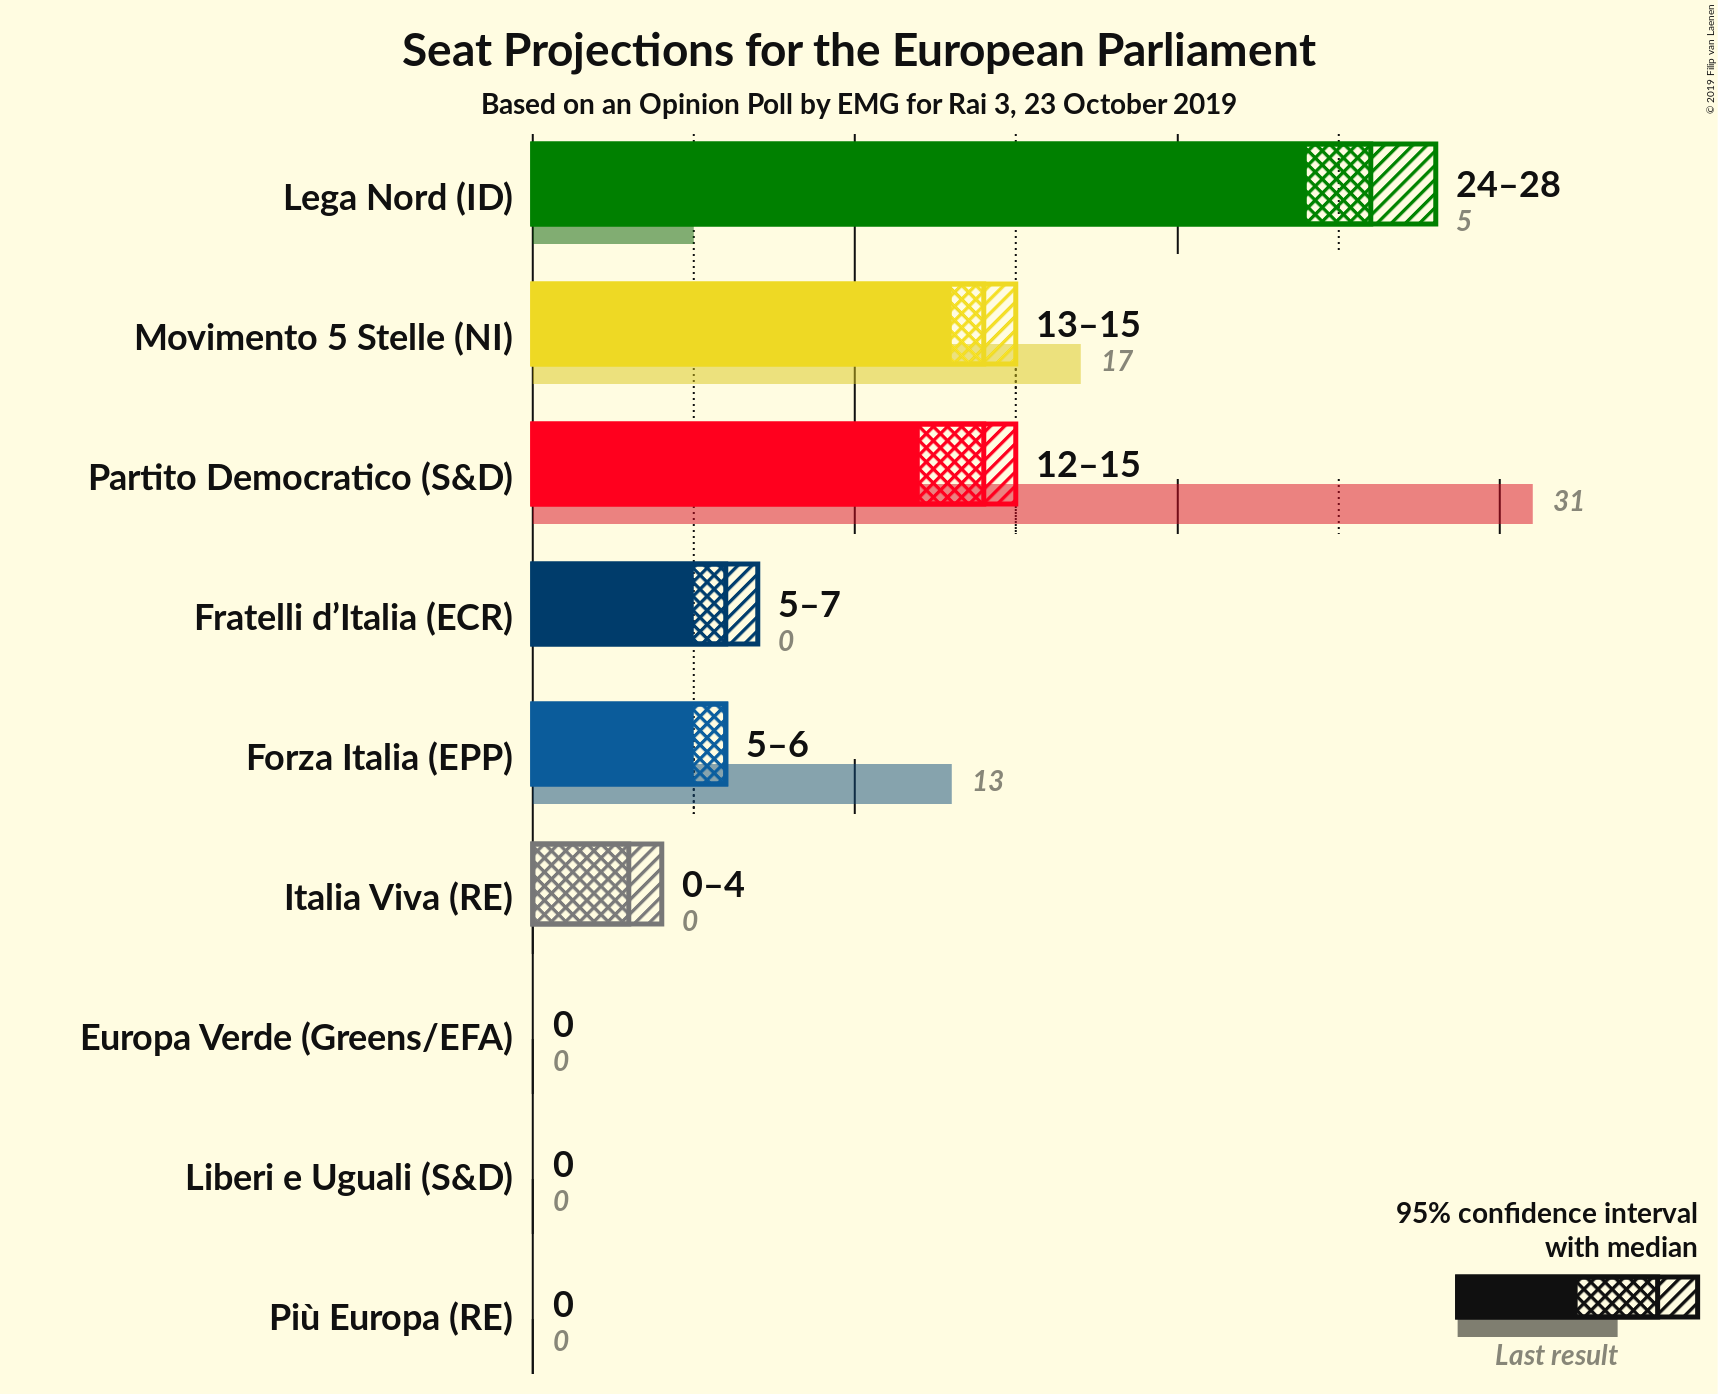 Seat Projections for the European Parliament
Based on an Opinion Poll by EMG for Rai 3, 23 October 2019
© 2019 Filip van Laenen
Lega Nord (ID)
24–28
5
Movimento 5 Stelle (NI)
13–15
17
Partito Democratico (S&D)
12–15
31
Fratelli d’Italia (ECR)
5–7
0
Forza Italia (EPP)
5–6
13
Italia Viva (RE)
0–4
0
Europa Verde (Greens/EFA)
0
0
Liberi e Uguali (S&D)
0
0
Più Europa (RE)
0
0
95% confidence interval
with median
Last result